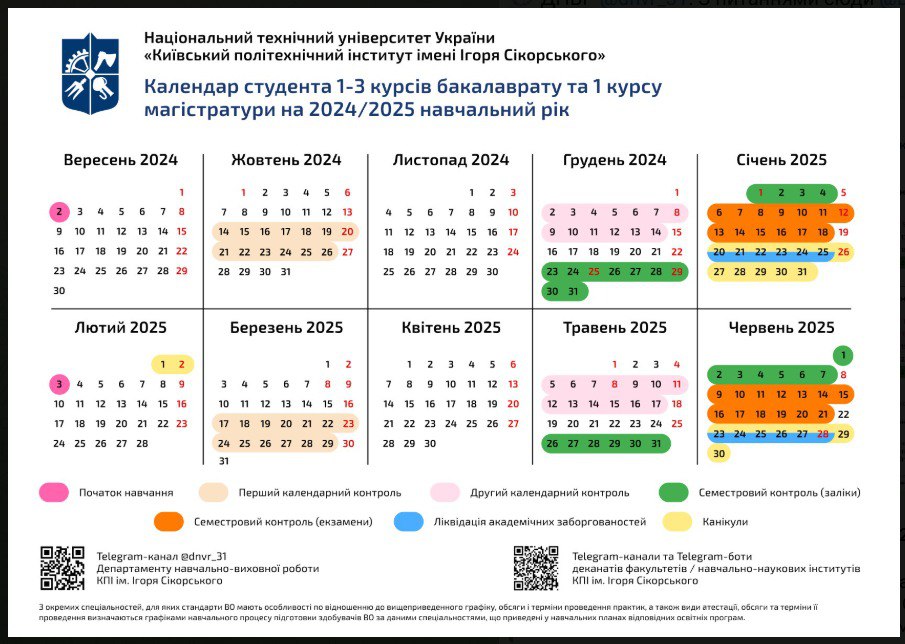 Національний технічний університет України
«Київський політехнічний інститут імені Ігоря Сікорського»
Календар студента 1-3 курсів бакалаврату та 1 курсу
магістратури на 2024/2025 навчальний рік
Вересень 2024 Жовтень 2024 Листопад 2024 Грудень 2024 Січень 2025
1 1 2 3 4 5 6 1 2 3 1 1 2 3 4 5
2 3 4 5 6 7 8 7 8 9 10 11 12 13 4 5 6 7 8 9 10 2 3 4 5 6 7 8 6 7 8 9 10 11 12
9 10 11 12 13 14 15 14 15 16 17 18 19 20 11 12 13 14 15 16 17 9 10 11 12 13 14 15 13 14 15 16 17 18 19
16 17 18 19 20 21 22 21 22 23 24 25 26 27 18 19 20 21 22 23 24 16 17 18 19 20 21 22 20 21 22 23 24 25 26
23 24 25 26 27 28 29 28 29 30 31 25 26 27 28 29 30 23 24 25 26 27 28 29 27 28 29 30 31
30 30 31
Лютий 2025 Березень 2025 Квітень 2025 Травень 2025 Червень 2025
1
1 2 1 2 1 2 3 4 5 6 1 2 3 4 2 3 4 5 6 7 8
3 4 5 6 7 8 9 3 4 5 6 7 8 9 7 8 9 10 11 12 13 5 6 7 8 9 10 11 9 10 11 12 13 14 15
10 11 12 13 14 15 16 10 11 12 13 14 15 16 14 15 16 17 18 19 20 12 13 14 15 16 17 18 16 17 18 19 20 21 22
17 18 19 20 21 22 23 17 18 19 20 21 22 23 21 22 23 24 25 26 27 19 20 21 22 23 24 25 23 24 25 26 27 28 29
24 25 26 27 28 24 25 26 27 28 29 30 28 29 30 26 27 28 29 30 31 30
31
Початок навчання Перший календарний контроль Другий календарний контроль Семестровий контроль (заліки)
Семестровий контроль (екзамени) Ліквідація академічних заборгованостей Канікули
Telegram-канал @dnvr_31
Департаменту навчально-виховної роботи
КПІ ім. Ігоря Сікорського
Telegram-канали та Telegram-боти
деканатів факультетів / навчально-наукових інститутів
КПІ ім. Ігоря Сікорського
З окремих спеціальностей, для яких стандарти ВО мають особливості по відношенню до вищеприведеного графіку, обсяги і терміни проведення практик, а також види атестації, обсяги та терміни її
проведення визначаються графіками навчального процесу підготовки здобувачів ВО за даними спеціальностями, що приведені у навчальних планах відповідних освітніх програм.